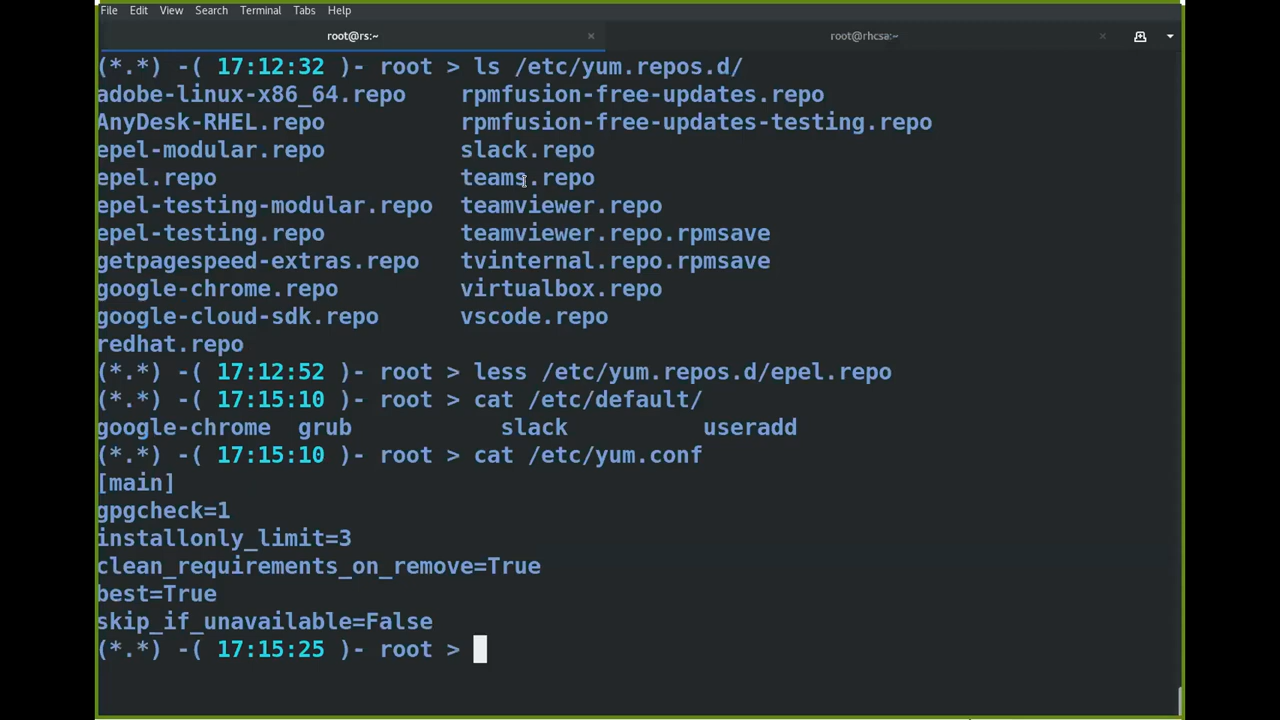 File Edit View Search Terminal Tabs Help
root@rs:~ × root@rhcsa:~ ×
(*.*) -( 17:12:32 )- root > ls /etc/yum.repos.d/
adobe-linux-x86_64.repo rpmfusion-free-updates.repo
AnyDesk-RHEL.repo rpmfusion-free-updates-testing.repo
epel-modular.repo slack.repo
epel.repo teams.repo
epel-testing-modular.repo teamviewer.repo
epel-testing.repo teamviewer.repo.rpmsave
getpagespeed-extras.repo tvinternal.repo.rpmsave
google-chrome.repo virtualbox.repo
google-cloud-sdk.repo vscode.repo
redhat.repo
(*.*) -( 17:12:52 )- root > less /etc/yum.repos.d/epel.repo
(*.*) -( 17:15:10 )- root > cat /etc/default/
google-chrome grub slack useradd
(*.*) -( 17:15:10 )- root > cat /etc/yum.conf
[main]
gpgcheck=1
installonly_limit=3
clean_requirements_on_remove=True
best=True
skip_if_unavailable=False
(*.*) -( 17:15:25 )- root >